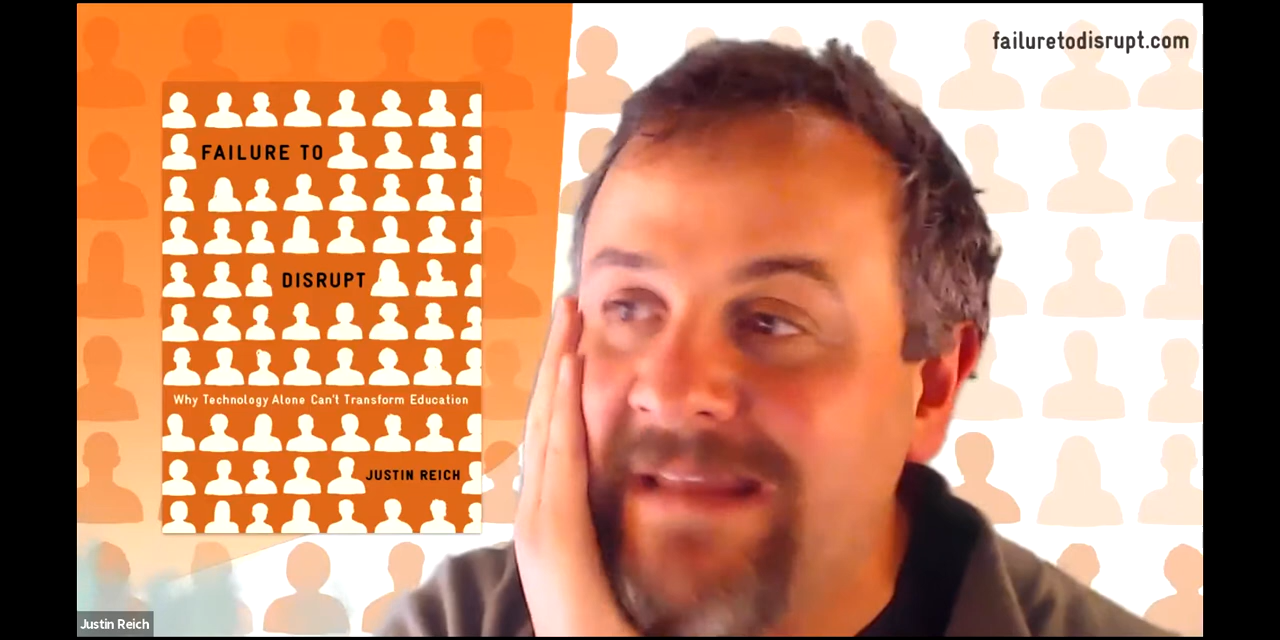 failuretodisrupt.com
FAILURE TO
DISRUPT
Why Technology Alone Can't Transform Education
JUSTIN REICH
Justin Reich